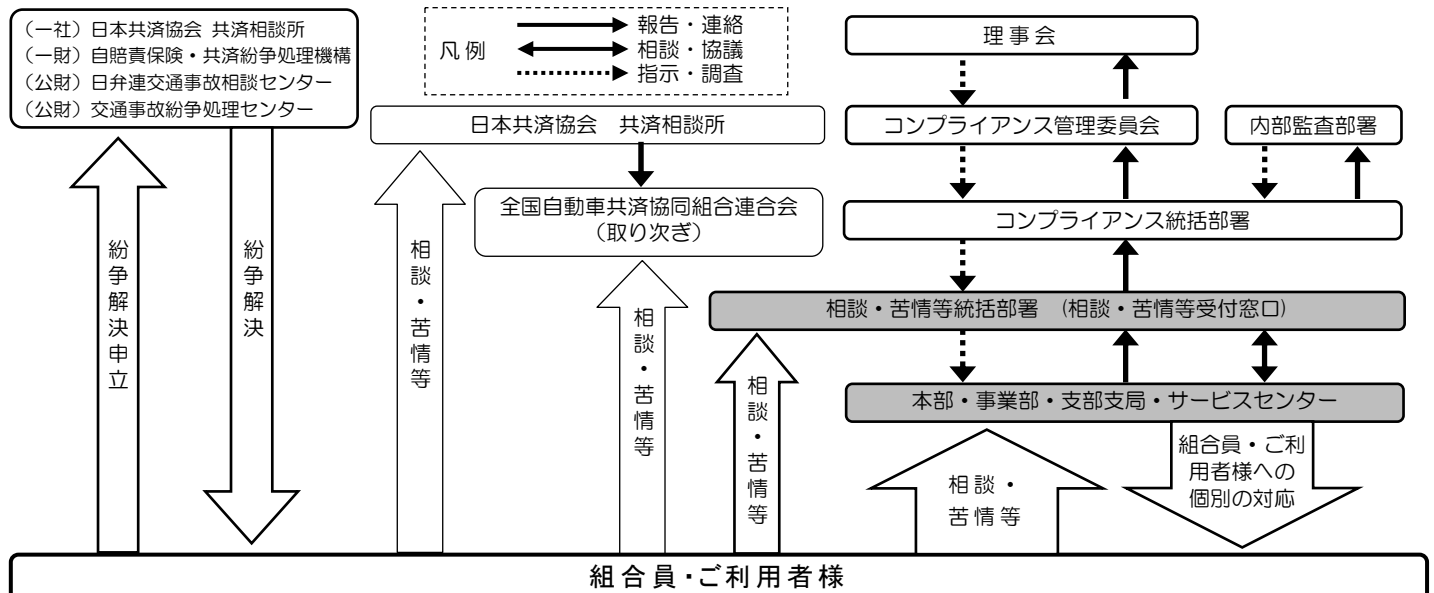 （一社）日本共済協会 共済相談所
（一財）自賠責保険・共済紛争処理機構
（公財）日弁連交通事故相談センター
（公財）交通事故紛争処理センター
凡例
報告・連絡
相談・協議
指示・調査
理事会
日本共済協会　共済相談所
コンプライアンス管理委員会
内部監査部署
全国自動車共済協同組合連合会
（取り次ぎ）
コンプライアンス統括部署
相談・苦情等統括部署　(相談・苦情等受付窓口)
本部・事業部・支部支局・サービスセンター
紛争解決申立
紛争解決
相談・苦情等
相談・苦情等
相談・苦情等
相談・
苦情等
組合員・ご利
用者様への
個別の対応
組合員・ご利用者様